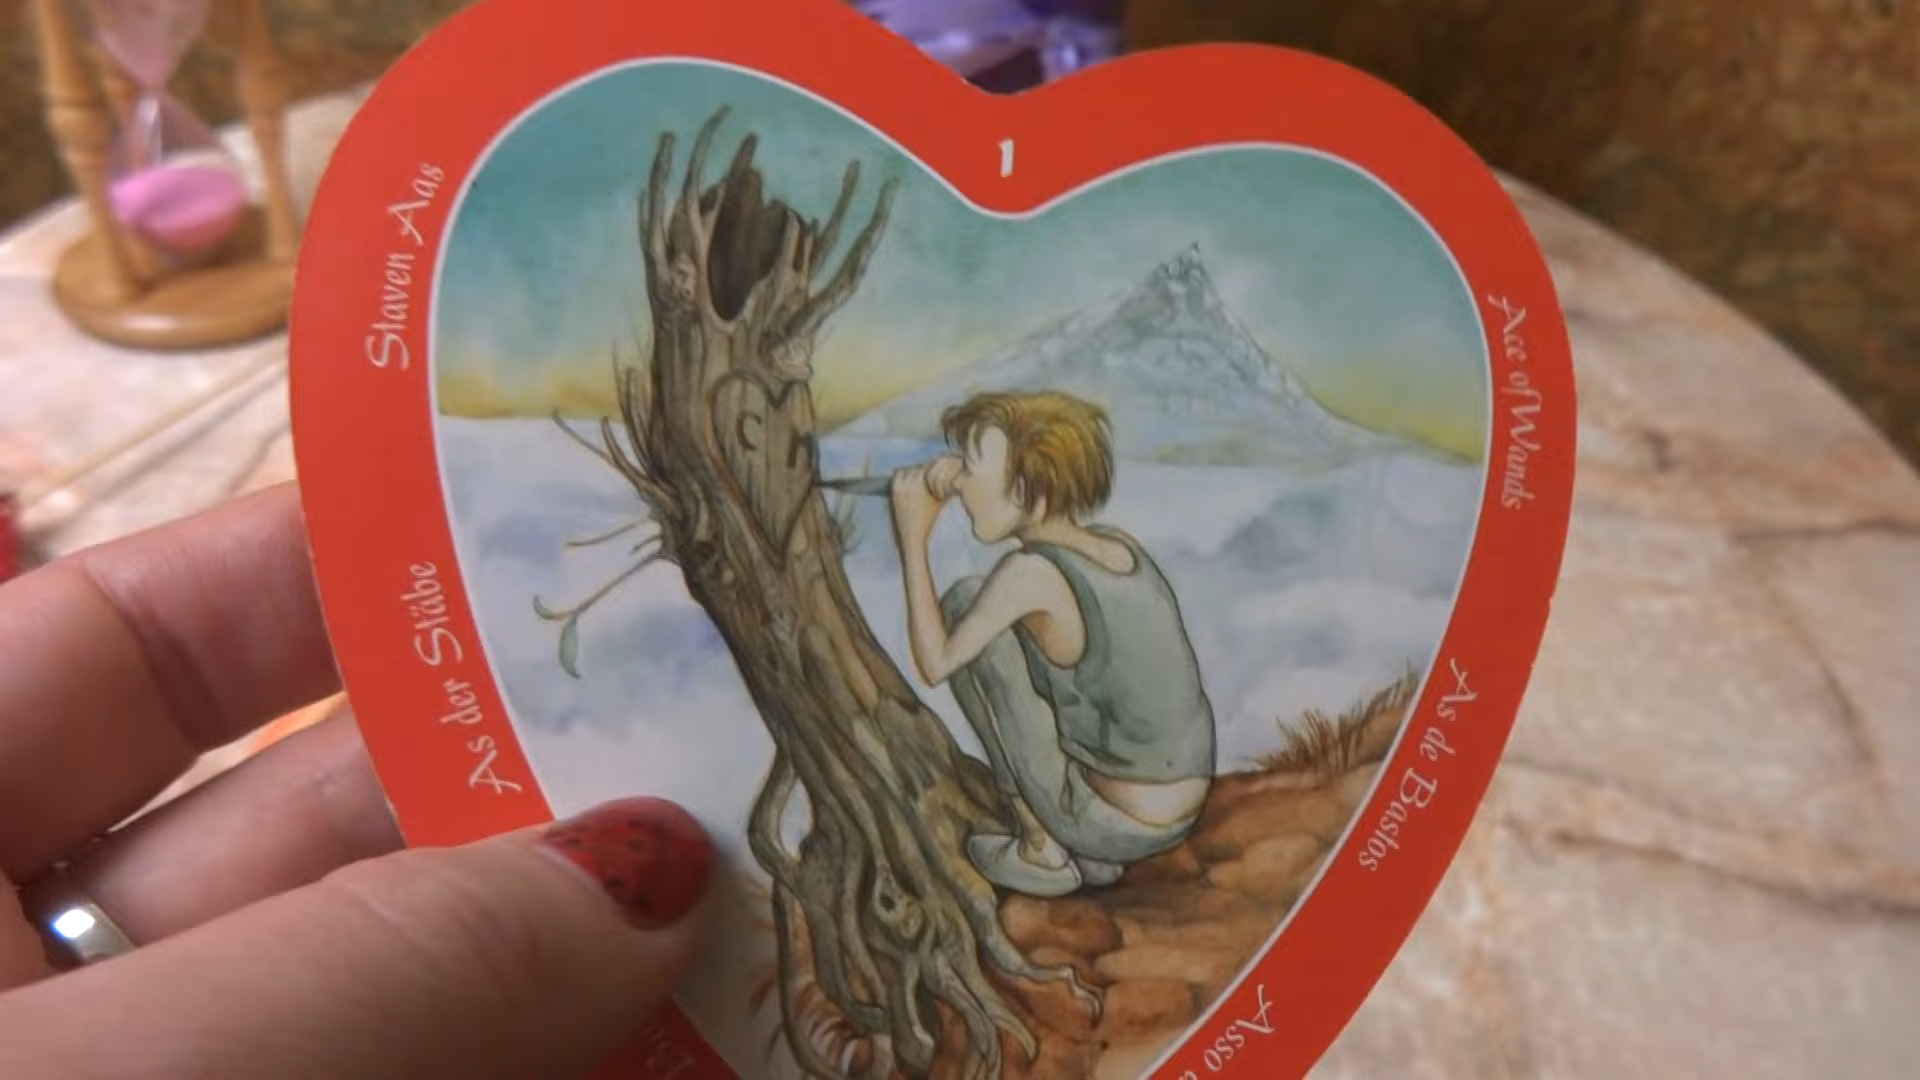 1
Staven Aas
Ace of Wands
As der Stäbe
As de Bastos
Asso
C